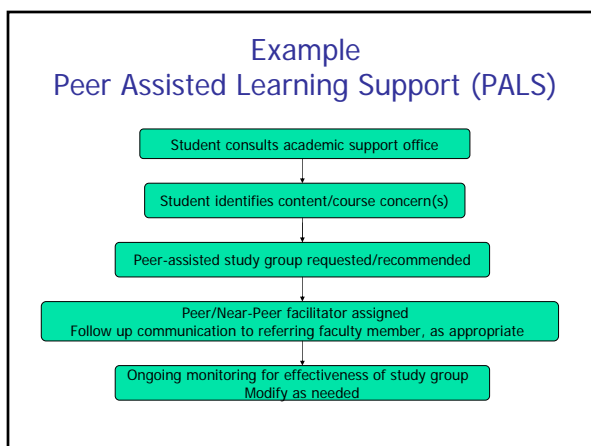 Example
Peer Assisted Learning Support (PALS)
Student consults academic support office
Student identifies content/course concern(s)
Peer-assisted study group requested/recommended
Peer/Near-Peer facilitator assigned
Follow up communication to referring faculty member, as appropriate
Ongoing monitoring for effectiveness of study group
Modify as needed